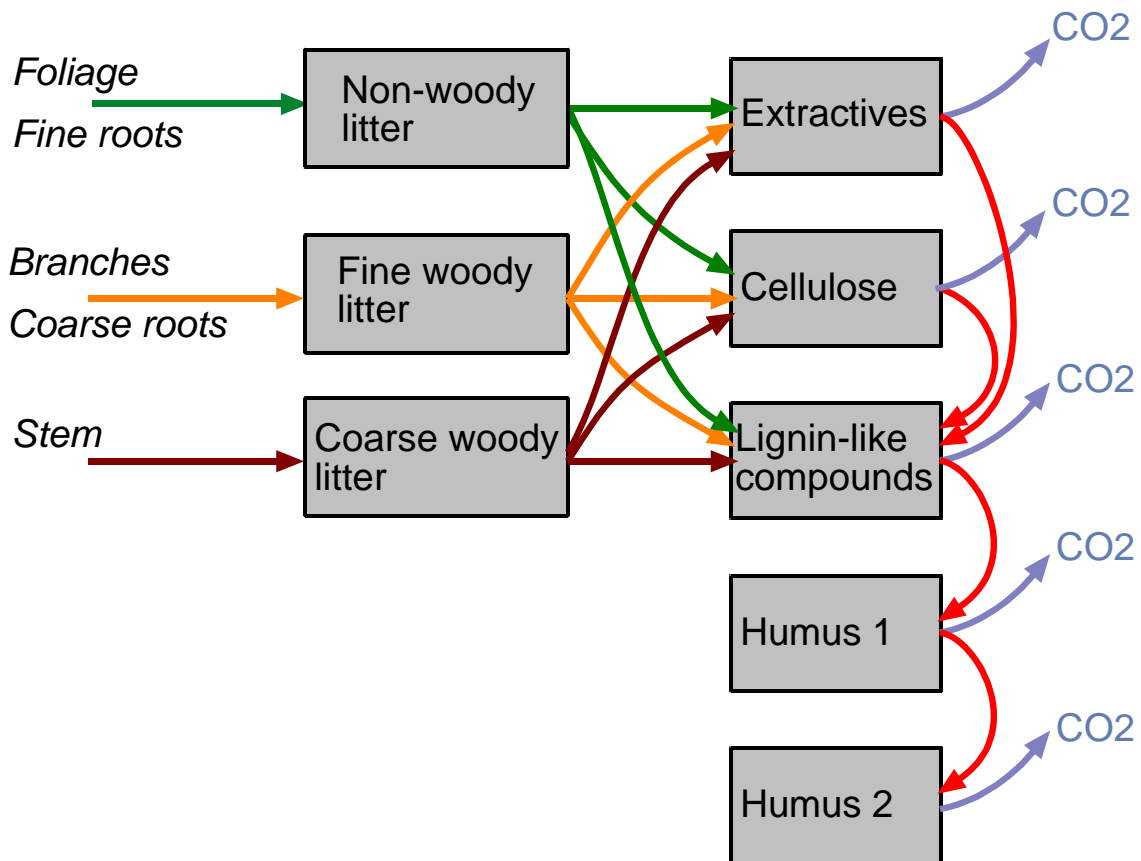 Foliage
Fine roots
Branches
Coarse roots
Stem
Non-woody
litter
Fine woody
litter
Coarse woody
litter
Extractives
Cellulose
Lignin-like
compounds
Humus 1
Humus 2
CO2
CO2
CO2
CO2
CO2